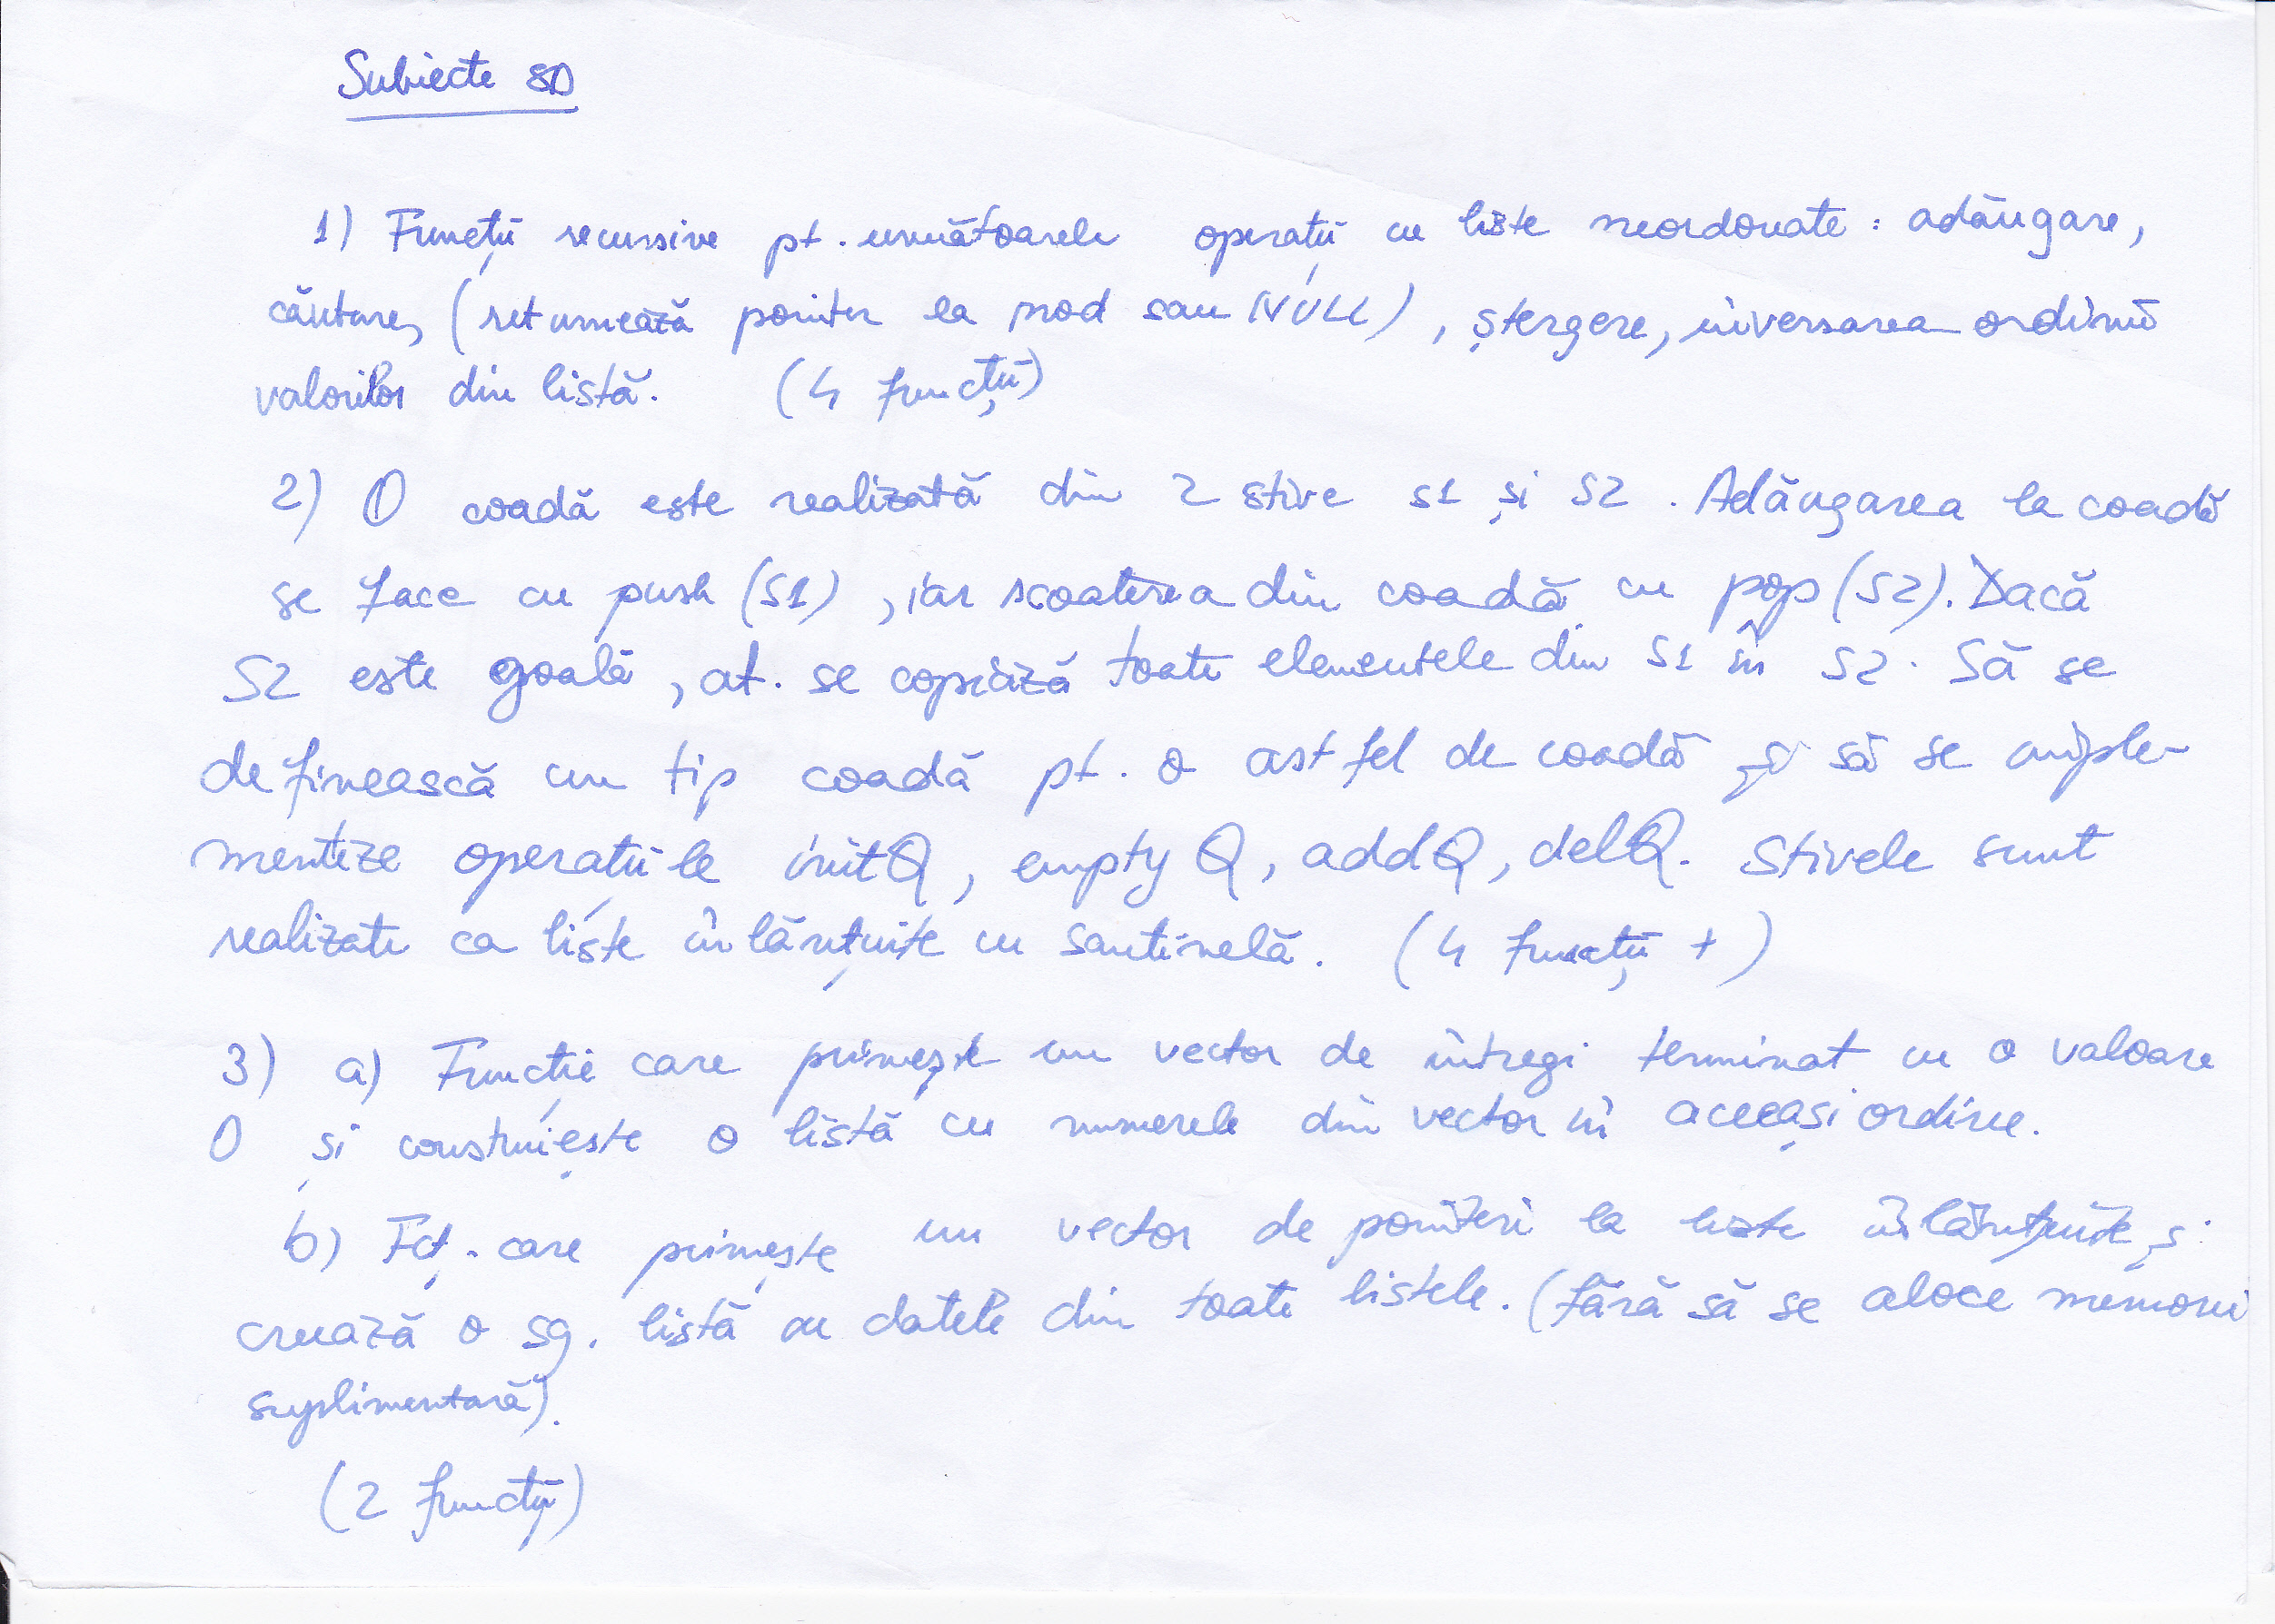 Subiecte SD
1) Funcții recursive pt. următoarele operații cu liste neordonate: adăugare,
căutare, (returnează pointer la nod sau NULL), ștergere, inversarea ordinii
valorilor din listă. (4 funcții)
2) O coadă este realizată din 2 stive S1 și S2. Adăugarea la coadă
se face cu push (S1), iar scoaterea din coadă cu pop (S2). Dacă
S2 este goală, at. se copiază toate elementele din S1 în S2. Să se
definească un tip coadă pt. o astfel de coadă și să se imple-
menteze operațiile initQ, emptyQ, addQ, delQ. Stivele sunt
realizate ca liste înlănțuite cu santinelă. (4 funcții +)
3) a) Funcție care primește un vector de întregi terminat cu o valoare
0 și construiește o listă cu numerele din vector în aceeași ordine.
b) Fcț. care primește un vector de pointeri la liste înlănțuite și
crează o sg. listă cu datele din toate listele. (fără să se aloce memorie
suplimentară).
(2 funcții)